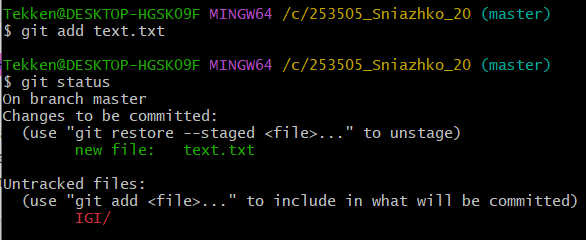 Tekken@DESKTOP-HGSK09F MINGW64 /c/253505_Sniazhko_20 (master)
$ git add text.txt
Tekken@DESKTOP-HGSK09F MINGW64 /c/253505_Sniazhko_20 (master)
$ git status
On branch master
Changes to be committed:
  (use "git restore --staged <file>..." to unstage)
        new file:   text.txt
Untracked files:
  (use "git add <file>..." to include in what will be committed)
        IGI/